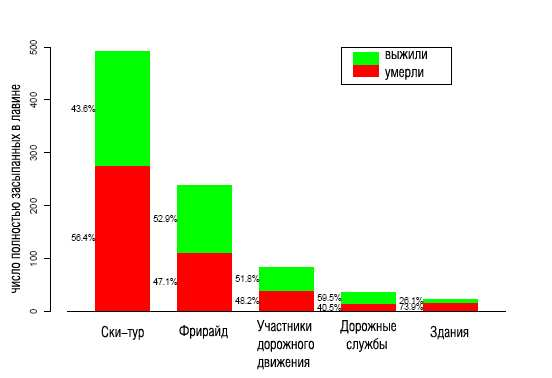 выжили
умерли
число полностью засыпанных в лавине
500
400
300
200
100
0
43.6%
56.4%
52.9%
47.1%
51.8%
48.2%
59.5%
40.5%
26.1%
73.9%
Ски-тур
Фрирайд
Участники
дорожного
движения
Дорожные
службы
Здания